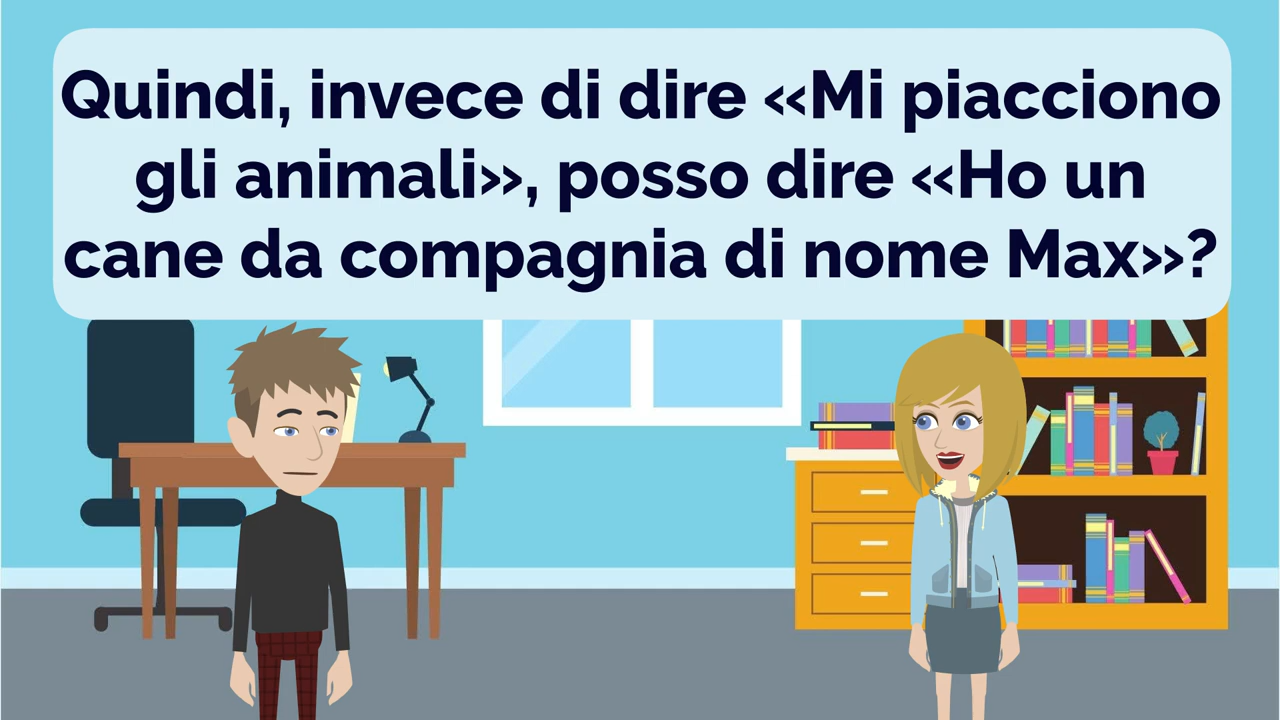 Quindi, invece di dire «Mi piacciono
gli animali», posso dire «Ho un
cane da compagnia di nome Max»?